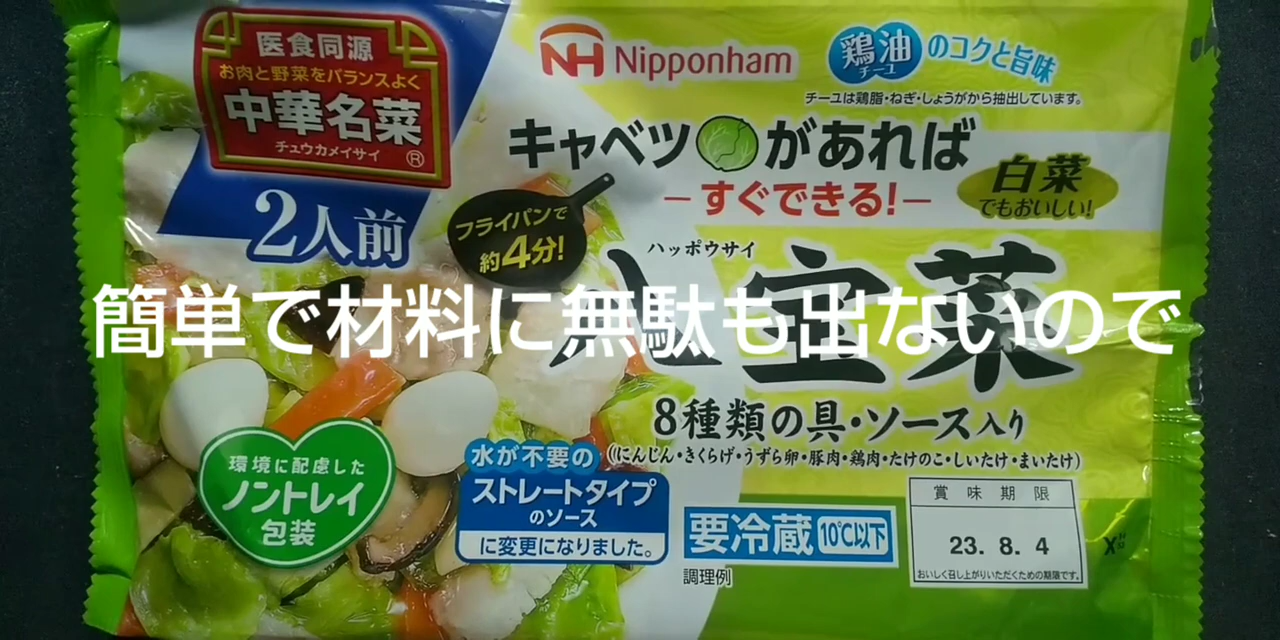 医食同源
お肉と野菜をバランスよく
中華名菜
チュウカメイサイ
®
2人前
NH Nipponham
鶏油のコクと旨味
チーユ
チーユは鶏脂・ねぎ・しょうがから抽出しています。
キャベツがあれば
すぐできる!
白菜
でもおいしい!
フライパンで
約4分!
ハッポウサイ
八宝菜
簡単で材料に無駄も出ないので
8種類の具・ソース入り
(にんじん・きくらげ・うずら卵・豚肉・鶏肉・たけのこ・しいたけ・まいたけ)
環境に配慮した
ノントレイ
包装
水が不要の
ストレートタイプ
のソース
に変更になりました。
要冷蔵 10℃以下
調理例
賞味期限
23. 8. 4
おいしく召し上がりいただくための期限です。